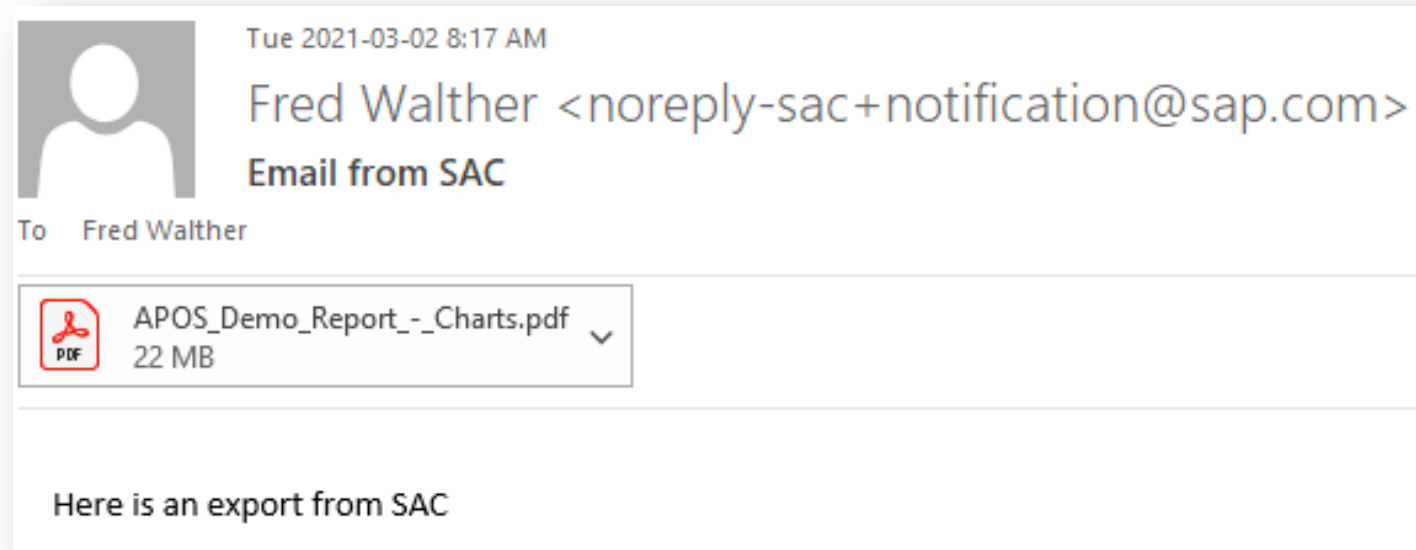 Tue 2021-03-02 8:17 AM
Fred Walther <noreply-sac+notification@sap.com>
Email from SAC
To Fred Walther
APOS_Demo_Report_-_Charts.pdf
PDF
22 MB
Here is an export from SAC